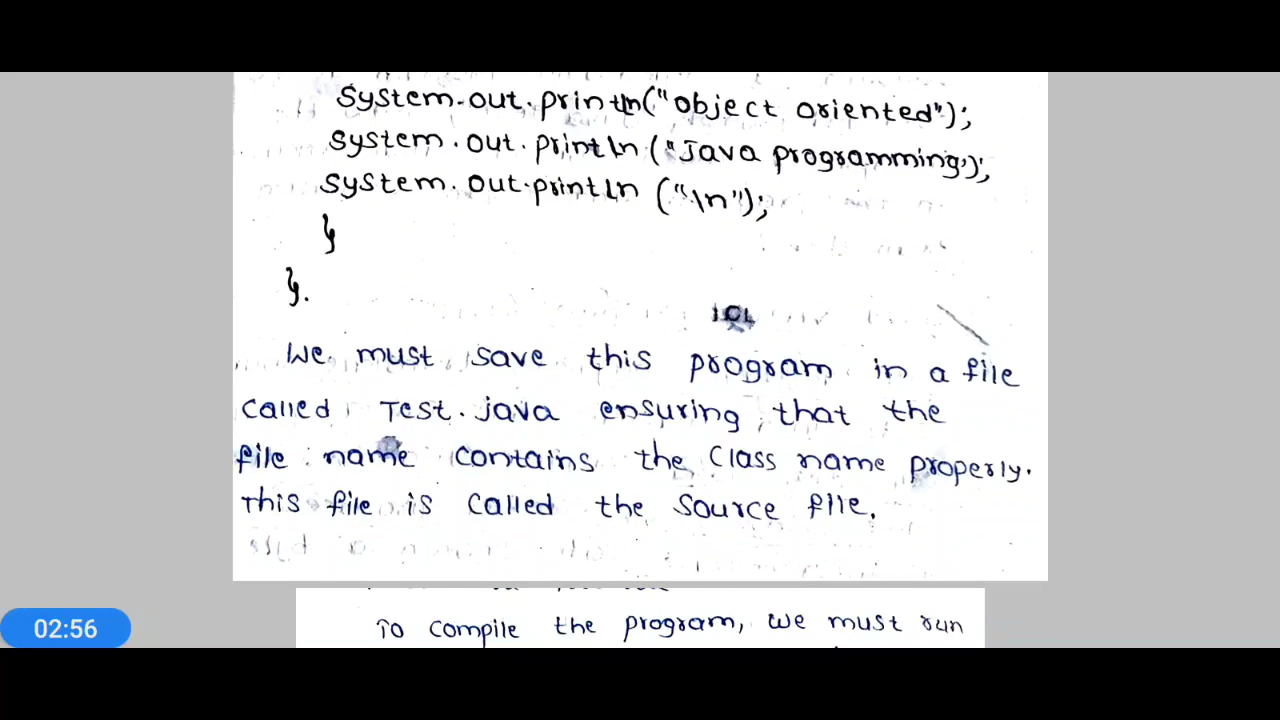 System.out.println("object oriented");
System.out.println("Java programming");
System.out.println("\n");
}
}.
We must save this program in a file
called Test.java ensuring that the
file name contains the class name properly.
This file is called the source file.
To compile the program, we must run
02:56